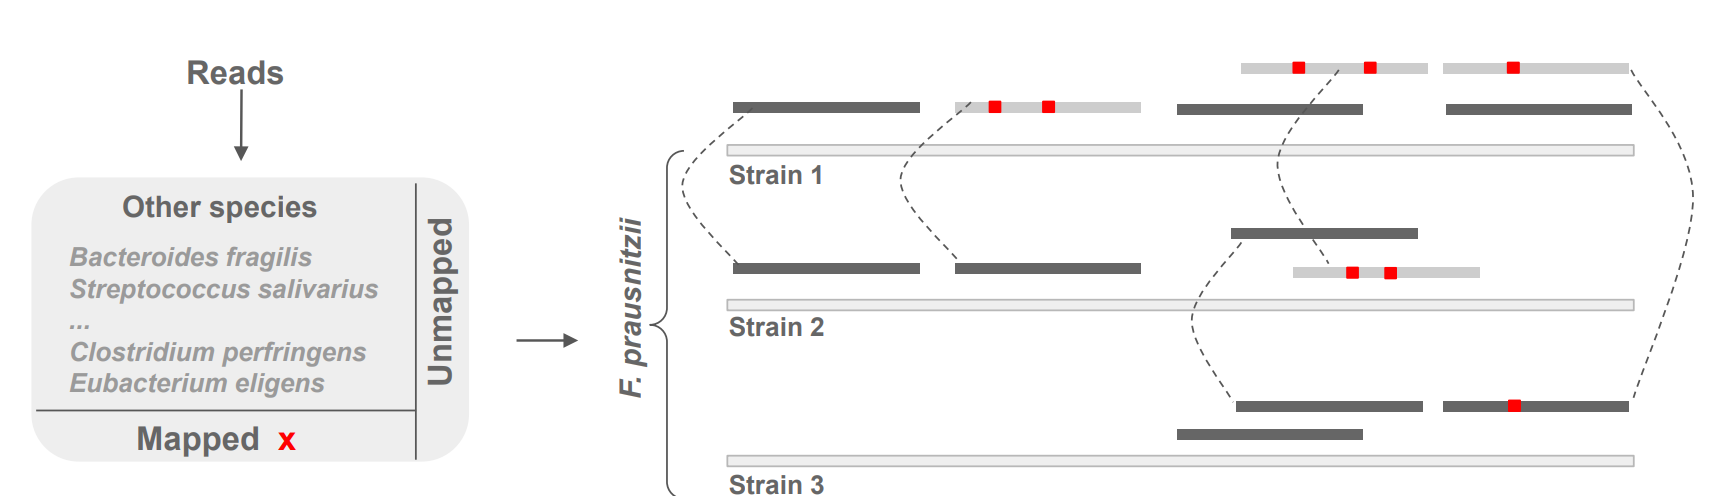 Reads
Other species
Bacteroides fragilis
Streptococcus salivarius
...
Clostridium perfringens
Eubacterium eligens
Mapped x
Unmapped
F. prausnitzii
Strain 1
Strain 2
Strain 3